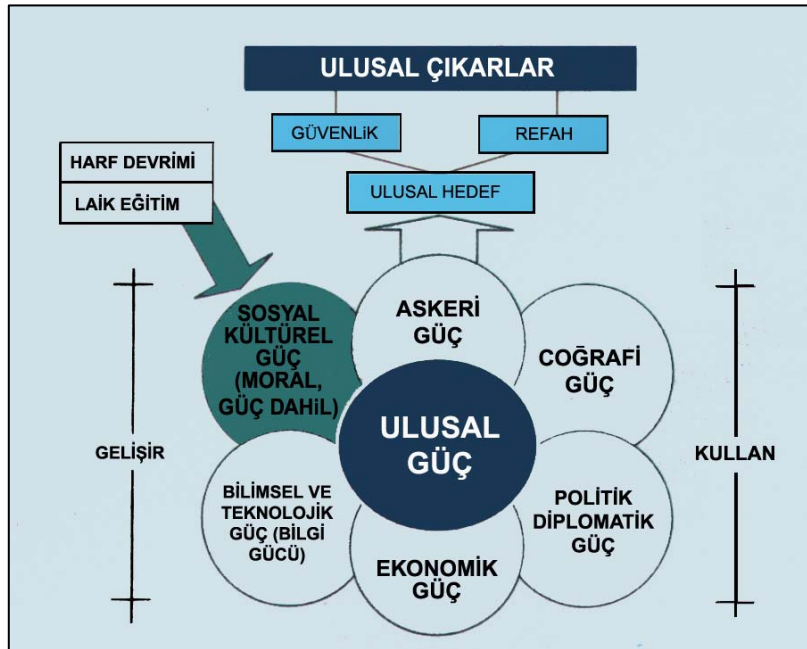 ULUSAL ÇIKARLAR
GÜVENLiK
REFAH
HARF DEVRİMİ
LAİK EĞİTİM
ULUSAL HEDEF
SOSYAL
KÜLTÜREL
GÜÇ
(MORAL,
GÜÇ DAHiL)
ASKERİ
GÜÇ
COĞRAFİ
GÜÇ
ULUSAL
GÜÇ
GELİŞİR
KULLAN
BİLİMSEL VE
TEKNOLOJİK
GÜÇ (BİLGİ
GÜCÜ)
EKONOMİK
GÜÇ
POLİTİK
DİPLOMATİK
GÜÇ